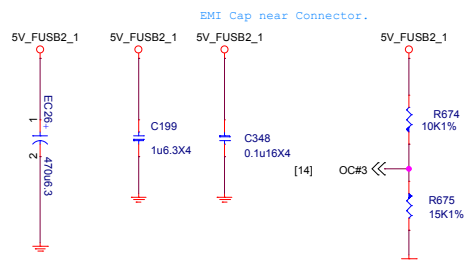 EMI Cap near Connector.
5V_FUSB2_1
5V_FUSB2_1
5V_FUSB2_1
5V_FUSB2_1
EC26
1
+
2
470u6.3
C199
1u6.3X4
C348
0.1u16X4
R674
10K1%
[14]
OC#3
R675
15K1%